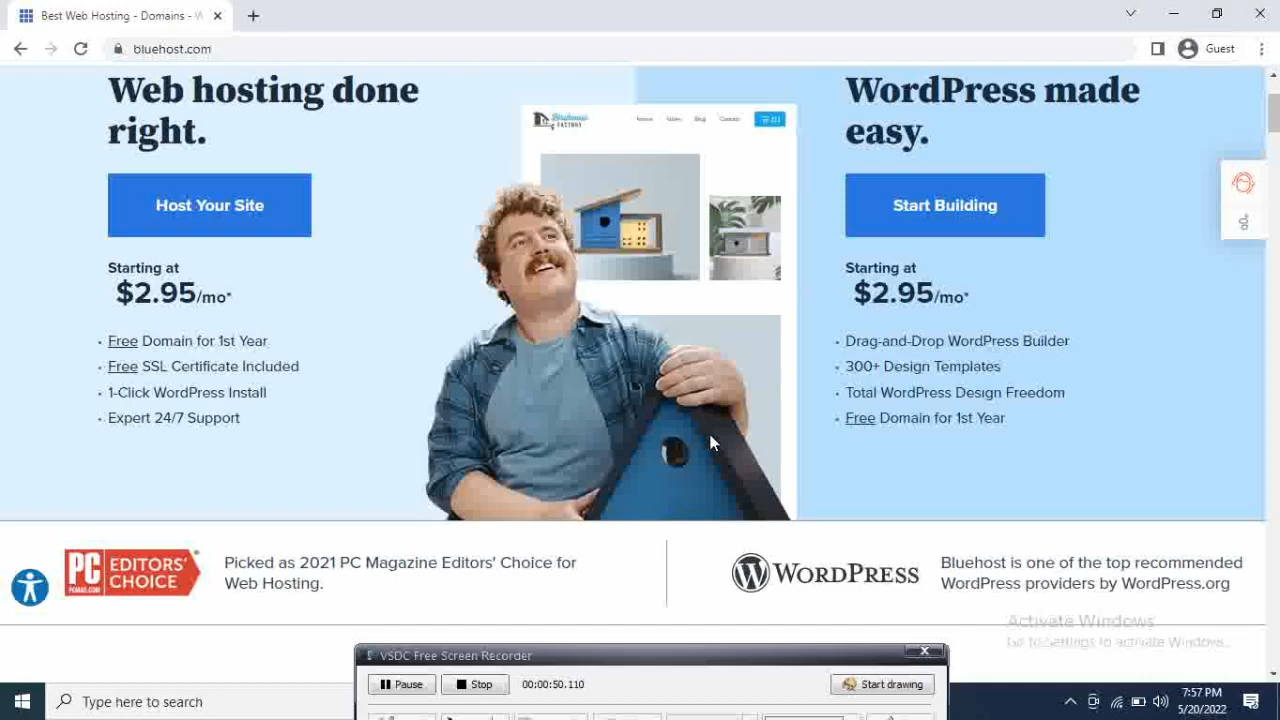 Best Web Hosting - Domains - W
bluehost.com
Guest
Web hosting done
right.
Host Your Site
Starting at
$2.95/mo*
Free Domain for 1st Year
Free SSL Certificate Included
1-Click WordPress Install
Expert 24/7 Support
FACTORY
Home
Blog
WordPress made
easy.
Start Building
Starting at
$2.95/mo*
Drag-and-Drop WordPress Builder
300+ Design Templates
Total WordPress Design Freedom
Free Domain for 1st Year
PC
PCMAG.COM
EDITORS'
CHOICE
Picked as 2021 PC Magazine Editors' Choice for
Web Hosting.
WORDPRESS
Bluehost is one of the top recommended
WordPress providers by WordPress.org
Activate Windows
Go to Settings to activate Windows.
VSDC Free Screen Recorder
Pause
Stop
00:00:50.110
Start drawing
Type here to search
7:57 PM
5/20/2022